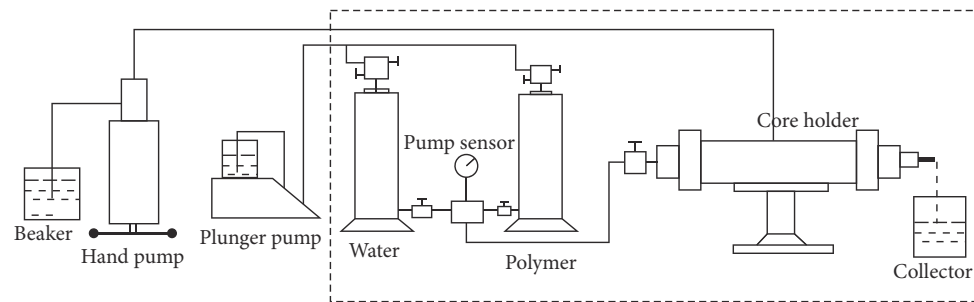 Core holder
Pump sensor
Beaker
Hand pump
Plunger pump
Water
Polymer
Collector